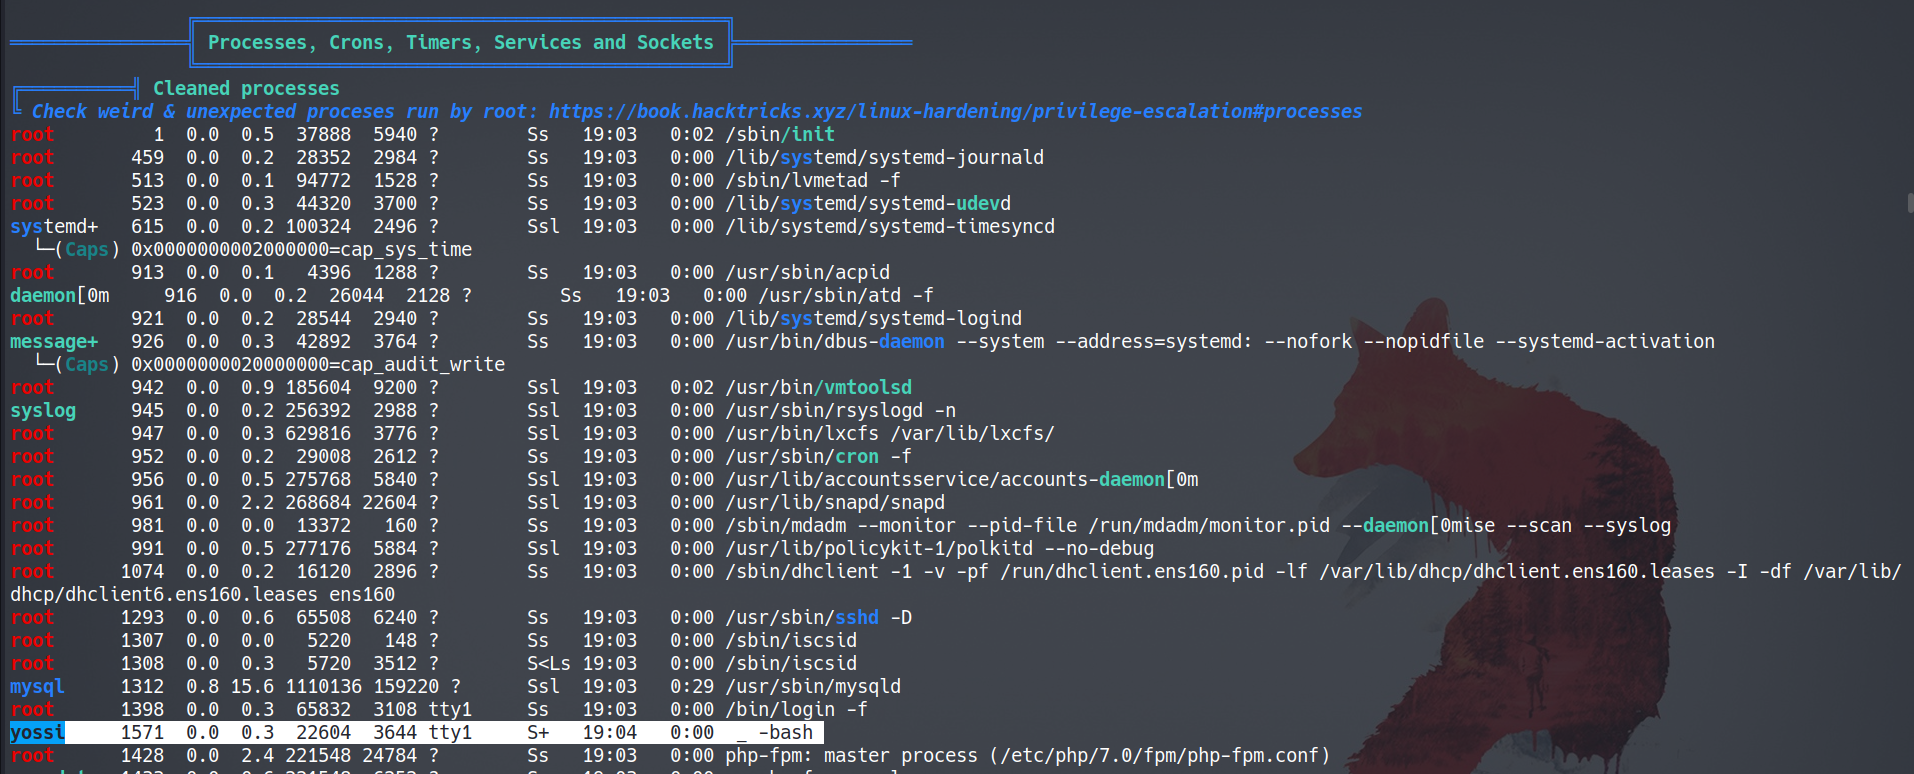 Processes, Crons, Timers, Services and Sockets
Cleaned processes
Check weird & unexpected proceses run by root: https://book.hacktricks.xyz/linux-hardening/privilege-escalation#processes
root         1  0.0  0.5  37888  5940 ?        Ss   19:03   0:02 /sbin/init
root       459  0.0  0.2  28352  2984 ?        Ss   19:03   0:00 /lib/systemd/systemd-journald
root       513  0.0  0.1  94772  1528 ?        Ss   19:03   0:00 /sbin/lvmetad -f
root       523  0.0  0.3  44320  3700 ?        Ss   19:03   0:00 /lib/systemd/systemd-udevd
systemd+   615  0.0  0.2 100324  2496 ?        Ssl  19:03   0:00 /lib/systemd/systemd-timesyncd
└─(Caps) 0x0000000002000000=cap_sys_time
root       913  0.0  0.1   4396  1288 ?        Ss   19:03   0:00 /usr/sbin/acpid
daemon[0m     916  0.0  0.2  26044  2128 ?        Ss   19:03   0:00 /usr/sbin/atd -f
root       921  0.0  0.2  28544  2940 ?        Ss   19:03   0:00 /lib/systemd/systemd-logind
message+   926  0.0  0.3  42892  3764 ?        Ss   19:03   0:00 /usr/bin/dbus-daemon --system --address=systemd: --nofork --nopidfile --systemd-activation
└─(Caps) 0x0000000020000000=cap_audit_write
root       942  0.0  0.9 185604  9200 ?        Ssl  19:03   0:02 /usr/bin/vmtoolsd
syslog     945  0.0  0.2 256392  2988 ?        Ssl  19:03   0:00 /usr/sbin/rsyslogd -n
root       947  0.0  0.3 629816  3776 ?        Ssl  19:03   0:00 /usr/bin/lxcfs /var/lib/lxcfs/
root       952  0.0  0.2  29008  2612 ?        Ss   19:03   0:00 /usr/sbin/cron -f
root       956  0.0  0.5 275768  5840 ?        Ssl  19:03   0:00 /usr/lib/accountsservice/accounts-daemon[0m
root       961  0.0  2.2 268684 22604 ?        Ssl  19:03   0:00 /usr/lib/snapd/snapd
root       981  0.0  0.0  13372   160 ?        Ss   19:03   0:00 /sbin/mdadm --monitor --pid-file /run/mdadm/monitor.pid --daemon[0mise --scan --syslog
root       991  0.0  0.5 277176  5884 ?        Ssl  19:03   0:00 /usr/lib/policykit-1/polkitd --no-debug
root      1074  0.0  0.2  16120  2896 ?        Ss   19:03   0:00 /sbin/dhclient -1 -v -pf /run/dhclient.ens160.pid -lf /var/lib/dhcp/dhclient.ens160.leases -I -df /var/lib/
dhcp/dhclient6.ens160.leases ens160
root      1293  0.0  0.6  65508  6240 ?        Ss   19:03   0:00 /usr/sbin/sshd -D
root      1307  0.0  0.0   5220   148 ?        Ss   19:03   0:00 /sbin/iscsid
root      1308  0.0  0.3   5720  3512 ?        S<Ls 19:03   0:00 /sbin/iscsid
mysql     1312  0.8 15.6 1110136 159220 ?      Ssl  19:03   0:29 /usr/sbin/mysqld
root      1398  0.0  0.3  65832  3108 tty1     Ss   19:03   0:00 /bin/login -f
yossi     1571  0.0  0.3  22604  3644 tty1     S+   19:04   0:00  _ -bash
root      1428  0.0  2.4 221548 24784 ?        Ss   19:03   0:00 php-fpm: master process (/etc/php/7.0/fpm/php-fpm.conf)